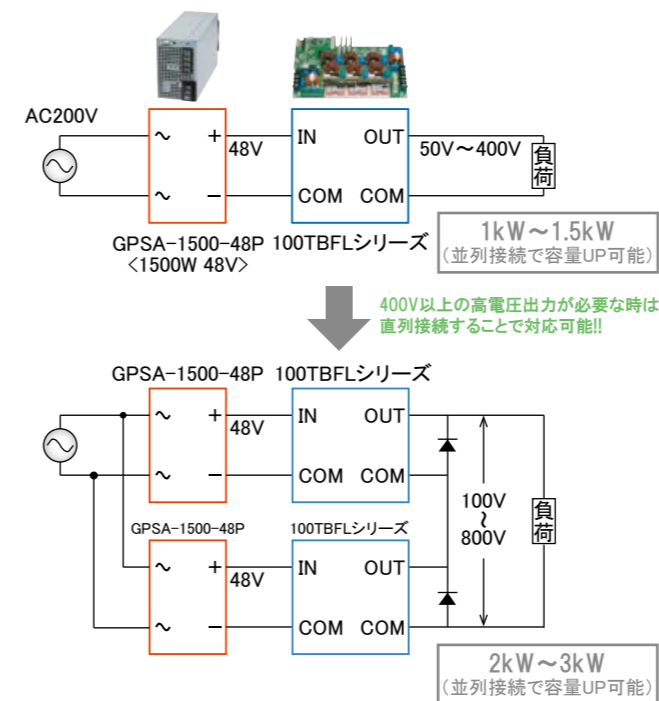 AC200V
～ + 48V IN OUT 50V～400V 負荷
～ − COM COM
GPSA-1500-48P 100TBFLシリーズ
<1500W 48V>
1kW～1.5kW
(並列接続で容量UP可能)
400V以上の高電圧出力が必要な時は
直列接続することで対応可能!!
GPSA-1500-48P 100TBFLシリーズ
～ + 48V IN OUT
～ − COM COM
100V
～
800V
負荷
GPSA-1500-48P 100TBFLシリーズ
～ + 48V IN OUT
～ − COM COM
2kW～3kW
(並列接続で容量UP可能)